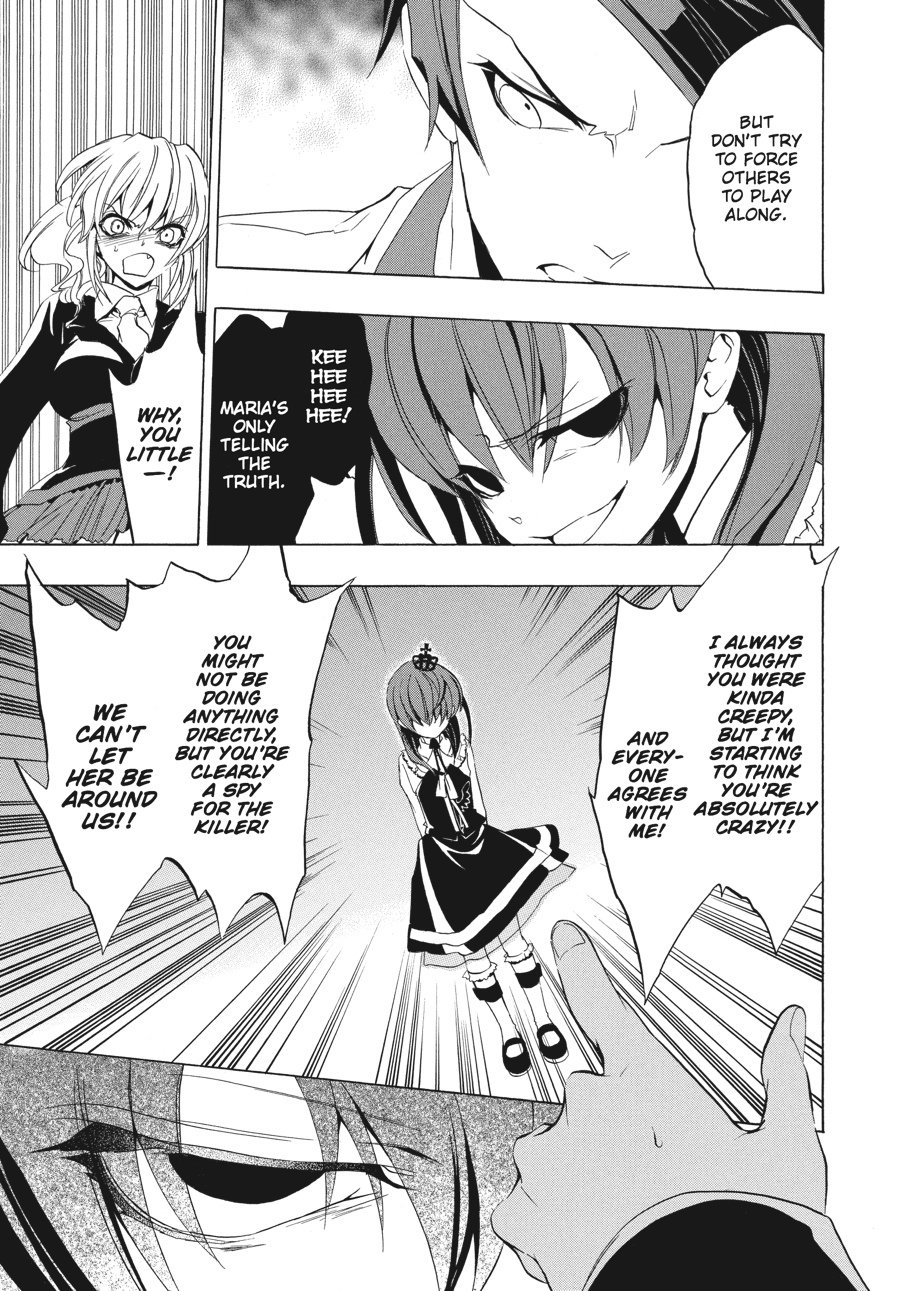 BUT
DON'T TRY
TO FORCE
OTHERS
TO PLAY
ALONG.
KEE
HEE
HEE
HEE!
MARIA'S
ONLY
TELLING
THE
TRUTH.
WHY,
YOU
LITTLE
—!
I ALWAYS
THOUGHT
YOU WERE
KINDA
CREEPY,
BUT I'M
STARTING
TO THINK
YOU'RE
ABSOLUTELY
CRAZY!!
AND
EVERY-
ONE
AGREES
WITH
ME!
YOU
MIGHT
NOT BE
DOING
ANYTHING
DIRECTLY,
BUT YOU'RE
CLEARLY
A SPY
FOR THE
KILLER!
WE
CAN'T
LET
HER BE
AROUND
US!!